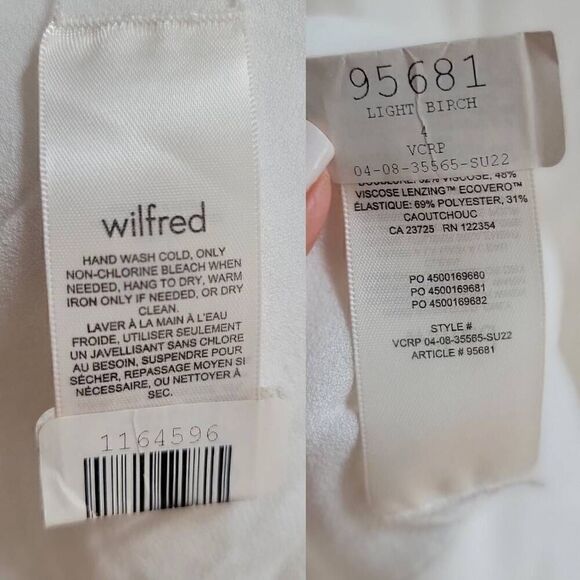 wilfred
HAND WASH COLD, ONLY
NON-CHLORINE BLEACH WHEN
NEEDED, HANG TO DRY, WARM
IRON ONLY IF NEEDED, OR DRY
CLEAN.
LAVER À LA MAIN À L'EAU
FROIDE, UTILISER SEULEMENT
UN JAVELLISANT SANS CHLORE
AU BESOIN, SUSPENDRE POUR
SÉCHER, REPASSAGE MOYEN SI
NÉCESSAIRE, OU NETTOYER À
SEC.
1164596
95681
LIGHT BIRCH
4
VCRP
04-08-35565-SU22
VISCOSE, 48%
VISCOSE LENZING™ ECOVERO™
ÉLASTIQUE: 69% POLYESTER, 31%
CAOUTCHOUC
CA 23725 RN 122354
PO 4500169660
PO 4500169681
PO 4500169682
STYLE #
VCRP 04-08-35565-SU22
ARTICLE # 95681